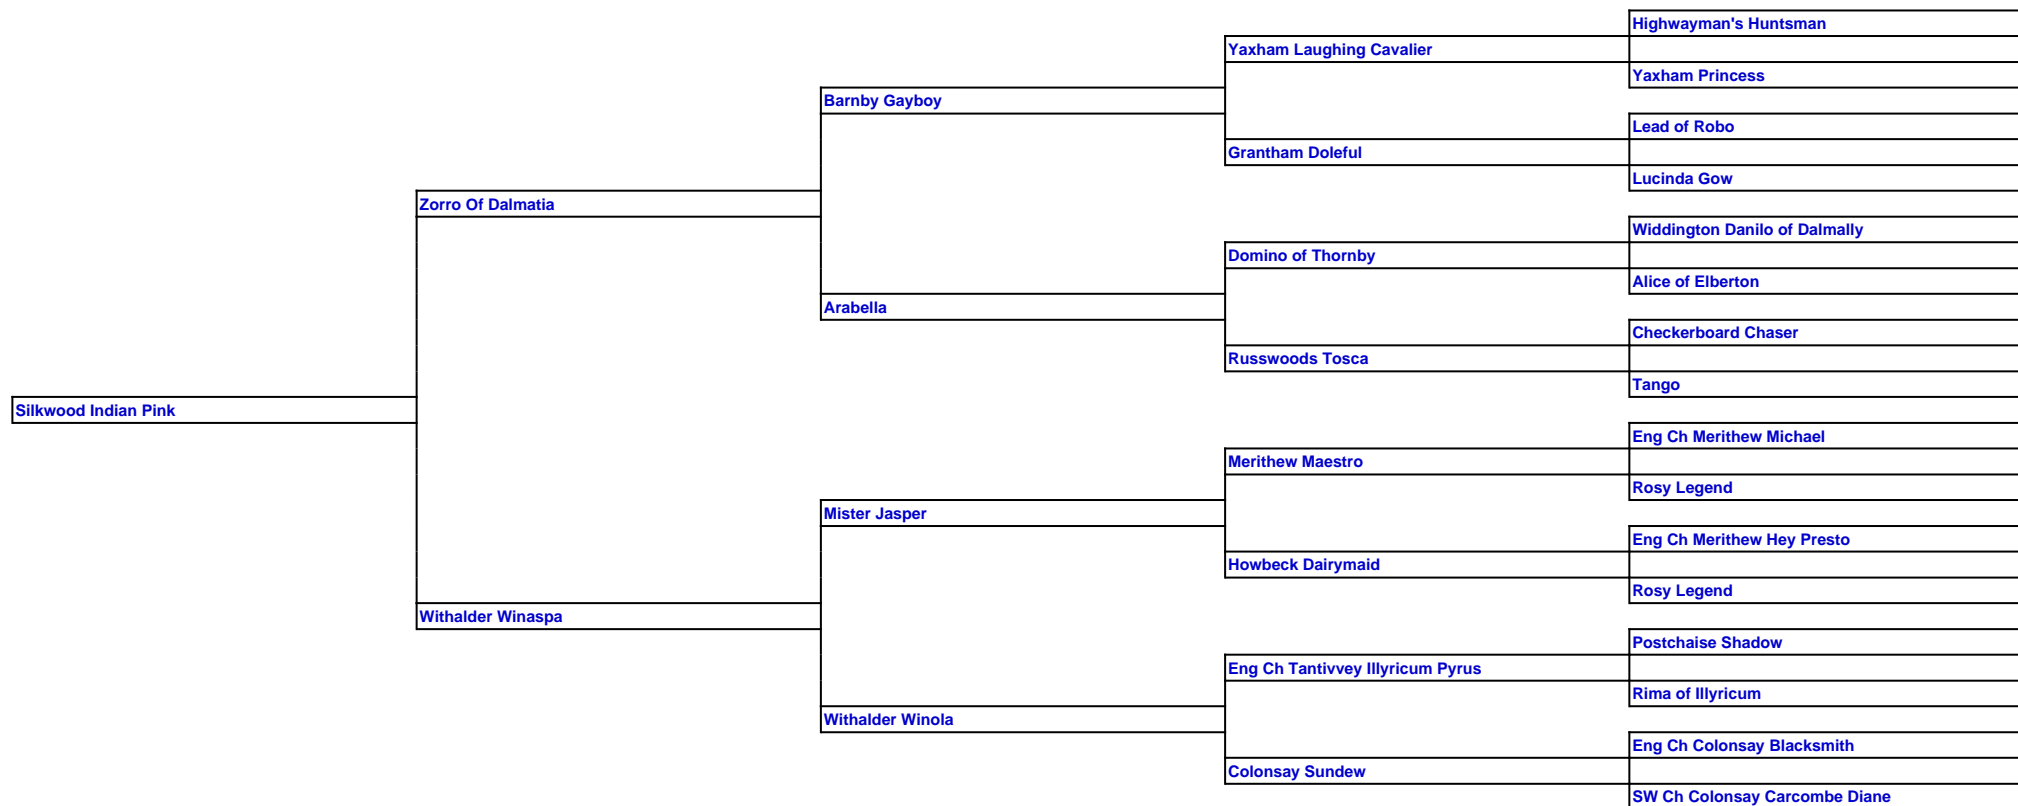 Highwayman's Huntsman
Yaxham Laughing Cavalier
Yaxham Princess
Barnby Gayboy
Lead of Robo
Grantham Doleful
Lucinda Gow
Zorro Of Dalmatia
Widdington Danilo of Dalmally
Domino of Thornby
Alice of Elberton
Arabella
Checkerboard Chaser
Russwoods Tosca
Tango
Silkwood Indian Pink
Eng Ch Merithew Michael
Merithew Maestro
Rosy Legend
Mister Jasper
Eng Ch Merithew Hey Presto
Howbeck Dairymaid
Rosy Legend
Withalder Winaspa
Postchaise Shadow
Eng Ch Tantivvey Illyricum Pyrus
Rima of Illyricum
Withalder Winola
Eng Ch Colonsay Blacksmith
Colonsay Sundew
SW Ch Colonsay Carcombe Diane